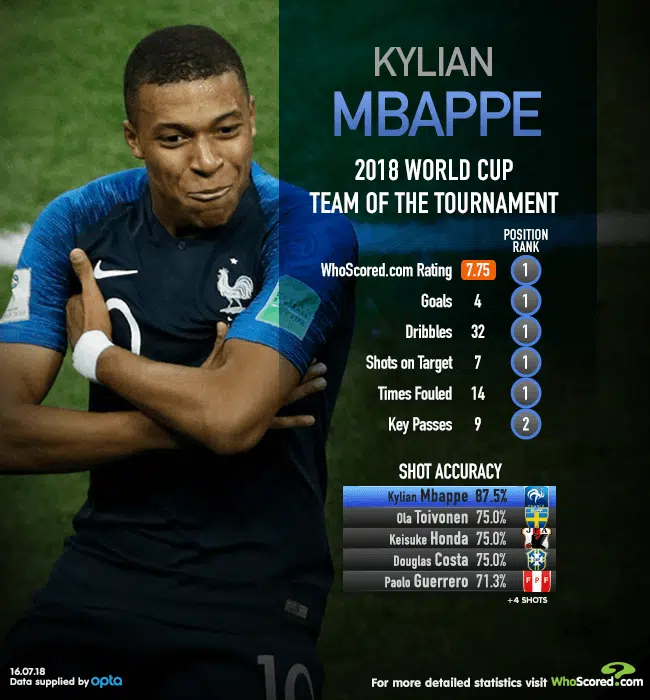 KYLIAN
MBAPPE
2018 WORLD CUP
TEAM OF THE TOURNAMENT
POSITION
RANK
WhoScored.com Rating 7.75 1
Goals 4 1
Dribbles 32 1
Shots on Target 7 1
Times Fouled 14 1
Key Passes 9 2
SHOT ACCURACY
Kylian Mbappe 87.5%
Ola Toivonen 75.0%
Keisuke Honda 75.0%
Douglas Costa 75.0%
Paolo Guerrero 71.3%
FPF
+4 SHOTS
10
16.07.18
Data supplied by opta
For more detailed statistics visit WhoScored.com